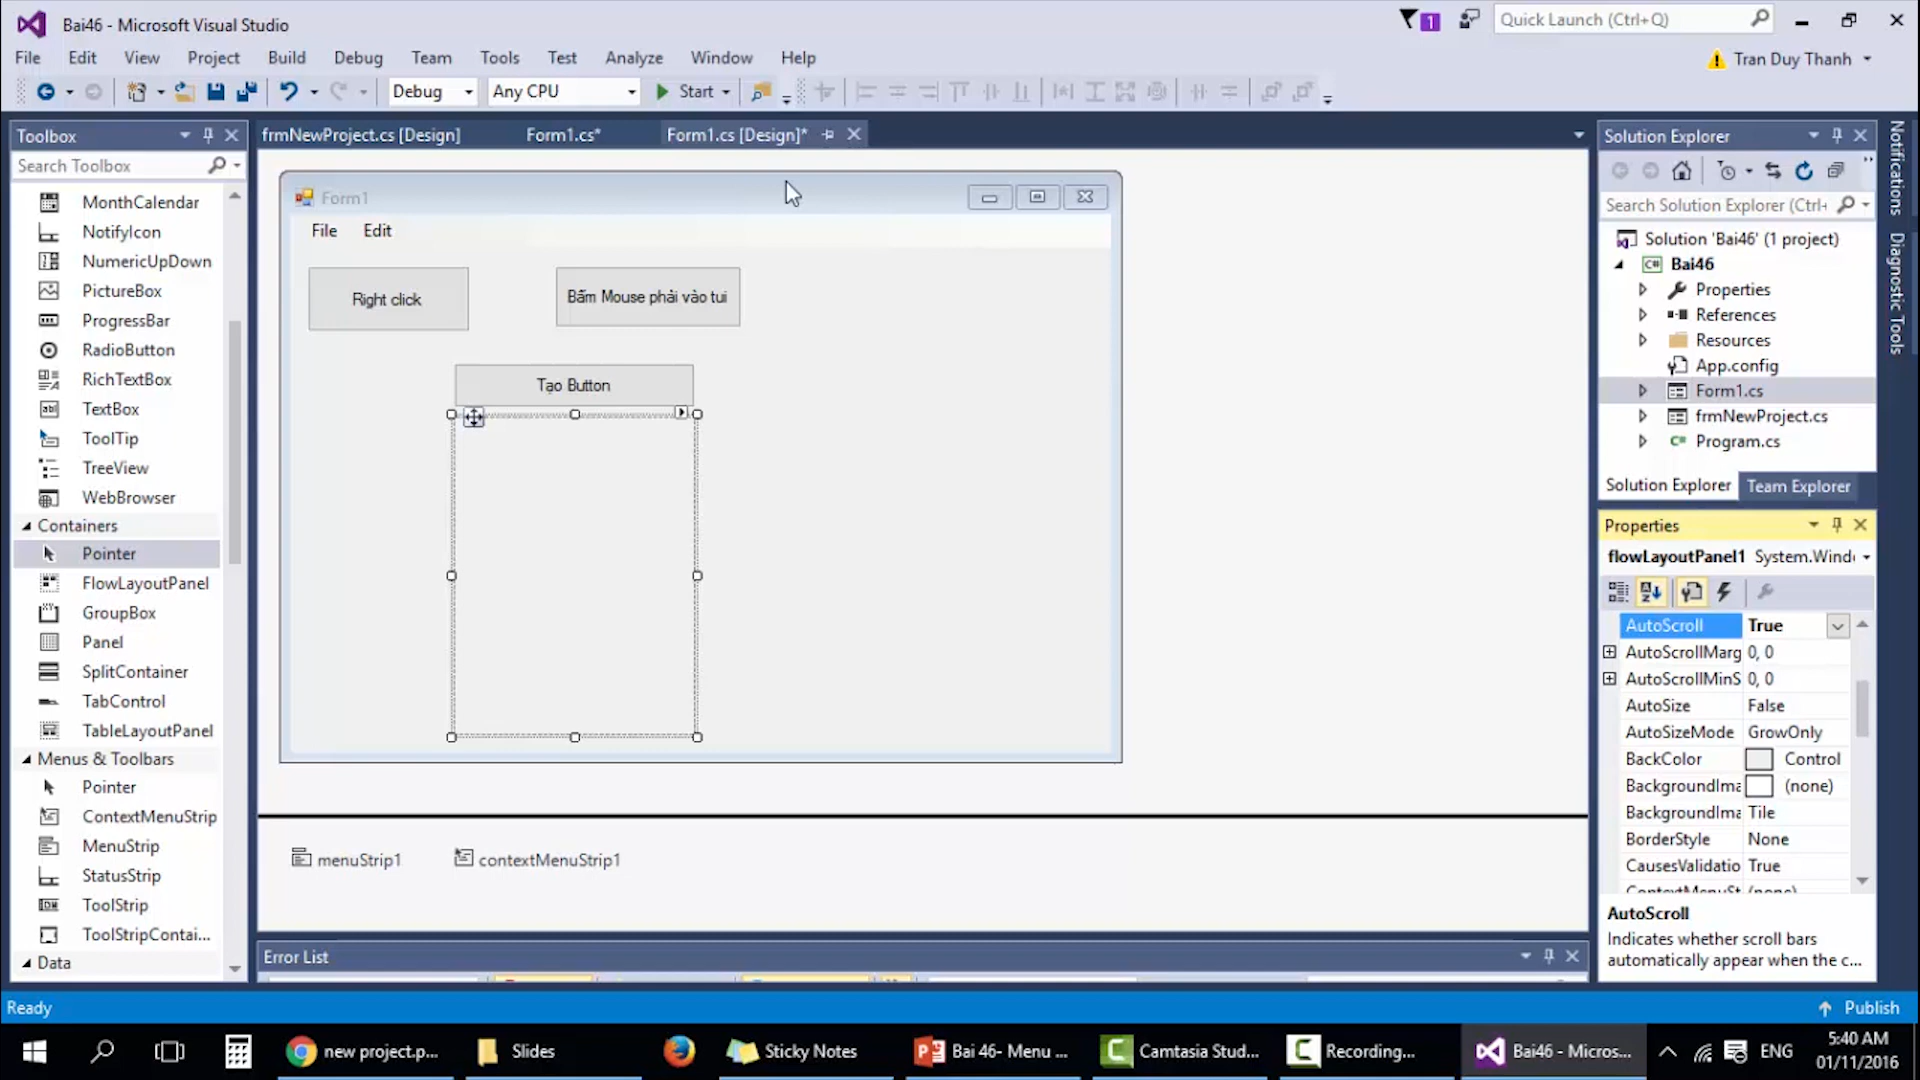 Bai46 - Microsoft Visual Studio
1
Quick Launch (Ctrl+Q)
File Edit View Project Build Debug Team Tools Test Analyze Window Help
Tran Duy Thanh
Debug
Any CPU
Start
Toolbox
Search Toolbox
MonthCalendar
NotifyIcon
NumericUpDown
PictureBox
ProgressBar
RadioButton
RichTextBox
TextBox
ToolTip
TreeView
WebBrowser
Containers
Pointer
FlowLayoutPanel
GroupBox
Panel
SplitContainer
TabControl
TableLayoutPanel
Menus & Toolbars
Pointer
ContextMenuStrip
MenuStrip
StatusStrip
ToolStrip
ToolStripContai...
Data
frmNewProject.cs [Design]
Form1.cs*
Form1.cs [Design]*
Form1
File Edit
Right click
Bấm Mouse phải vào tui
Tạo Button
menuStrip1
contextMenuStrip1
Error List
Solution Explorer
Search Solution Explorer (Ctrl+
Solution 'Bai46' (1 project)
C# Bai46
Properties
References
Resources
App.config
Form1.cs
frmNewProject.cs
C# Program.cs
Solution Explorer
Team Explorer
Notifications
Diagnostic Tools
Properties
flowLayoutPanel1 System.Wind
AutoScroll True
AutoScrollMarg 0, 0
AutoScrollMinS 0, 0
AutoSize False
AutoSizeMode GrowOnly
BackColor Control
BackgroundIma (none)
BackgroundIma Tile
BorderStyle None
CausesValidatio True
AutoScroll
Indicates whether scroll bars
automatically appear when the c...
Ready
Publish
new project.p...
Slides
Sticky Notes
Bai 46- Menu ...
Camtasia Stud...
Recording...
Bai46 - Micros...
ENG
5:40 AM
01/11/2016